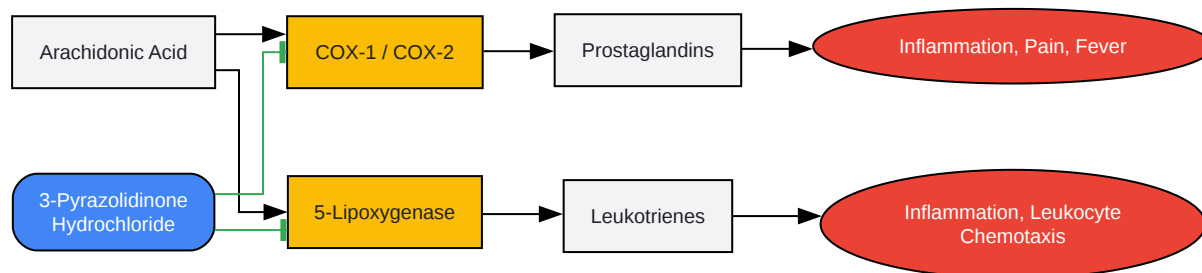 Arachidonic Acid
COX-1 / COX-2
Prostaglandins
Inflammation, Pain, Fever
3-Pyrazolidinone
Hydrochloride
5-Lipoxygenase
Leukotrienes
Inflammation, Leukocyte
Chemotaxis